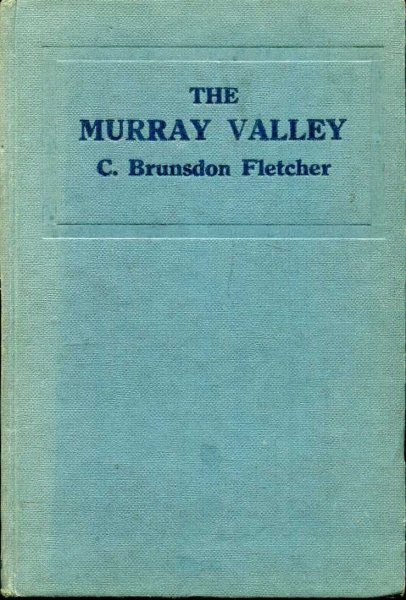 THE
MURRAY VALLEY
C. Brunsdon Fletcher